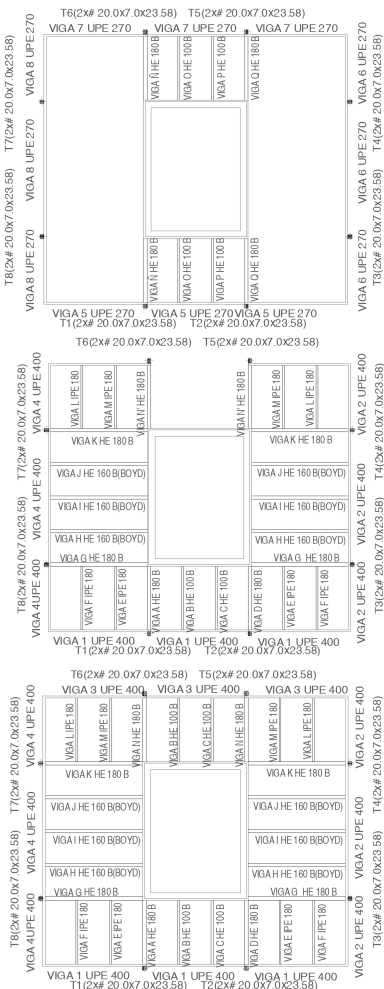 T6(2x# 20.0x7.0x23.58) T5(2x# 20.0x7.0x23.58)
VIGA 7 UPE 270 VIGA 7 UPE 270 VIGA 7 UPE 270
T7(2x# 20.0x7.0x23.58)
T8(2x# 20.0x7.0x23.58)
VIGA 8 UPE 270
VIGA 8 UPE 270
VIGA 8 UPE 270
VIGA Ñ HE 180 B
VIGA O HE 100 B
VIGA P HE 100 B
VIGA Q HE 180 B
VIGA 6 UPE 270
VIGA 6 UPE 270
VIGA 6 UPE 270
T4(2x# 20.0x7.0x23.58)
T3(2x# 20.0x7.0x23.58)
VIGA Ñ HE 180 B
VIGA O HE 100 B
VIGA P HE 100 B
VIGA Q HE 180 B
VIGA 5 UPE 270 VIGA 5 UPE 270 VIGA 5 UPE 270
T1(2x# 20.0x7.0x23.58) T2(2x# 20.0x7.0x23.58)
T6(2x# 20.0x7.0x23.58) T5(2x# 20.0x7.0x23.58)
T7(2x# 20.0x7.0x23.58)
T8(2x# 20.0x7.0x23.58)
VIGA 4 UPE 400
VIGA 4 UPE 400
VIGA 4UPE 400
VIGA L IPE 180
VIGA M IPE 180
VIGA N' HE 180 B
VIGA N' HE 180 B
VIGA M IPE 180
VIGA L IPE 180
VIGA 2 UPE 400
VIGA 2 UPE 400
VIGA 2 UPE 400
T4(2x# 20.0x7.0x23.58)
T3(2x# 20.0x7.0x23.58)
VIGA K HE 180 B VIGA K HE 180 B
VIGA J HE 160 B(BOYD) VIGA J HE 160 B(BOYD)
VIGA I HE 160 B(BOYD) VIGA I HE 160 B(BOYD)
VIGA H HE 160 B(BOYD) VIGA H HE 160 B(BOYD)
VIGA G HE 180 B VIGA G HE 180 B
VIGA F IPE 180
VIGA E IPE 180
VIGA A HE 180 B
VIGA B HE 100 B
VIGA C HE 100 B
VIGA D HE 180 B
VIGA E IPE 180
VIGA F IPE 180
VIGA 1 UPE 400 VIGA 1 UPE 400 VIGA 1 UPE 400
T1(2x# 20.0x7.0x23.58) T2(2x# 20.0x7.0x23.58)
T6(2x# 20.0x7.0x23.58) T5(2x# 20.0x7.0x23.58)
VIGA 3 UPE 400 VIGA 3 UPE 400 VIGA 3 UPE 400
T7(2x# 20.0x7.0x23.58)
T8(2x# 20.0x7.0x23.58)
VIGA 4 UPE 400
VIGA 4 UPE 400
VIGA 4UPE 400
VIGA L IPE 180
VIGA M IPE 180
VIGA N HE 180 B
VIGA B HE 100 B
VIGA C HE 100 B
VIGA N HE 180 B
VIGA M IPE 180
VIGA L IPE 180
VIGA 2 UPE 400
VIGA 2 UPE 400
VIGA 2 UPE 400
T4(2x# 20.0x7.0x23.58)
T3(2x# 20.0x7.0x23.58)
VIGA K HE 180 B VIGA K HE 180 B
VIGA J HE 160 B(BOYD) VIGA J HE 160 B(BOYD)
VIGA I HE 160 B(BOYD) VIGA I HE 160 B(BOYD)
VIGA H HE 160 B(BOYD) VIGA H HE 160 B(BOYD)
VIGA G HE 180 B VIGA G HE 180 B
VIGA F IPE 180
VIGA E IPE 180
VIGA A HE 180 B
VIGA B HE 100 B
VIGA C HE 100 B
VIGA D HE 180 B
VIGA E IPE 180
VIGA F IPE 180
VIGA 1 UPE 400 VIGA 1 UPE 400 VIGA 1 UPE 400
T1(2x# 20.0x7.0x23.58) T2(2x# 20.0x7.0x23.58)